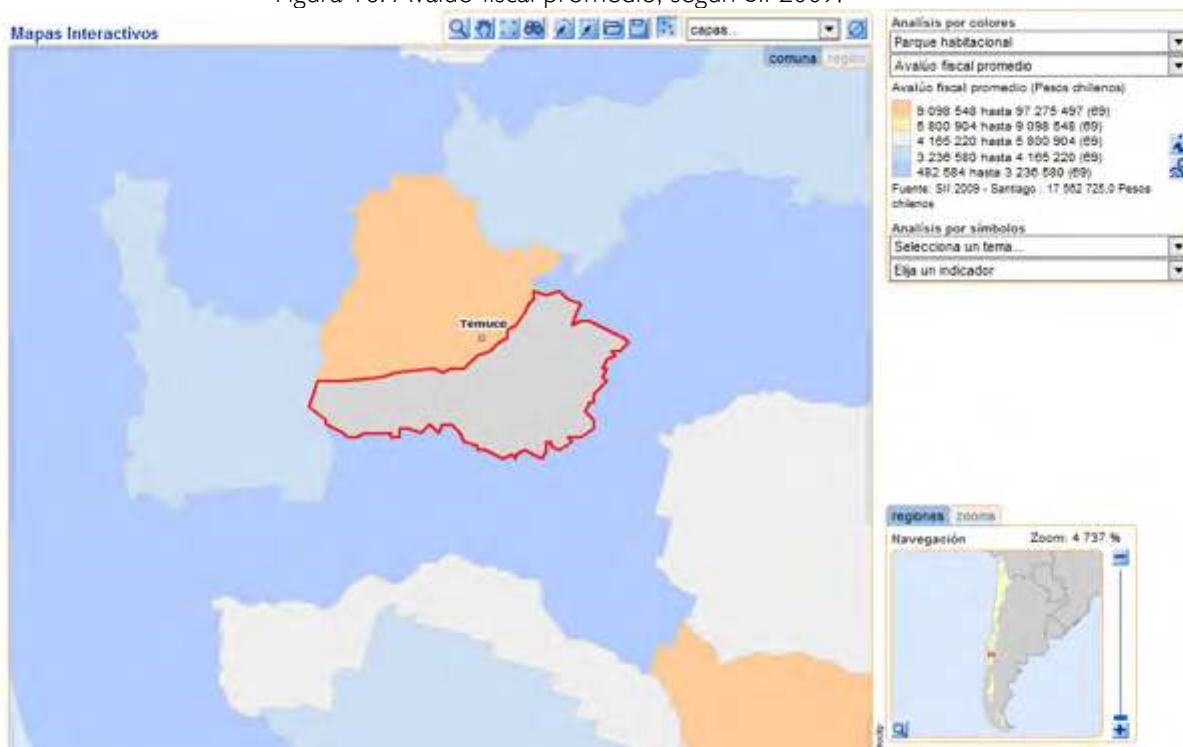 Figura 18. Avalúo fiscal promedio, según SII 2009.
Mapas Interactivos
capas...
comuna región
Temuco
Analísis por colores
Parque habitacional
Avalúo fiscal promedio
Avalúo fiscal promedio (Pesos chilenos)
9 098 548 hasta 97 275 497 (69)
5 800 904 hasta 9 098 548 (69)
4 165 220 hasta 5 800 904 (69)
3 236 580 hasta 4 165 220 (69)
482 584 hasta 3 236 580 (69)
Fuente: SII 2009 - Santiago : 17 562 725,0 Pesos
chilenos
Analísis por símbolos
Selecciona un tema...
Elija un indicador
regiones zooms
Navegación Zoom: 4 737 %